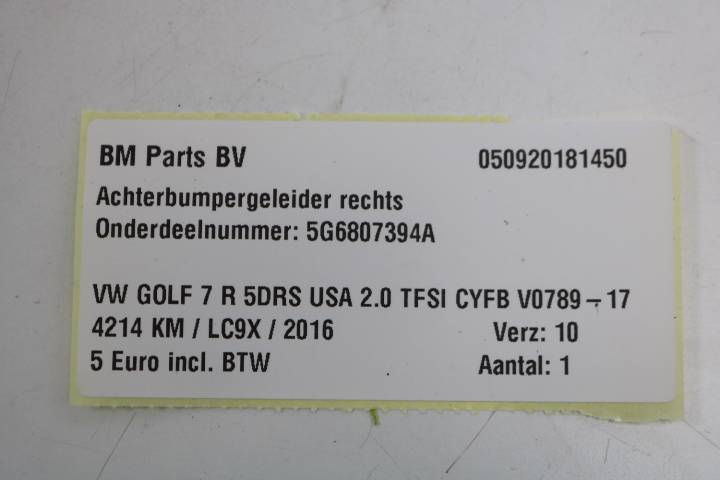 BM Parts BV 050920181450
Achterbumpergeleider rechts
Onderdeelnummer: 5G6807394A
VW GOLF 7 R 5DRS USA 2.0 TFSI CYFB V0789-17
4214 KM / LC9X / 2016 Verz: 10
5 Euro incl. BTW Aantal: 1